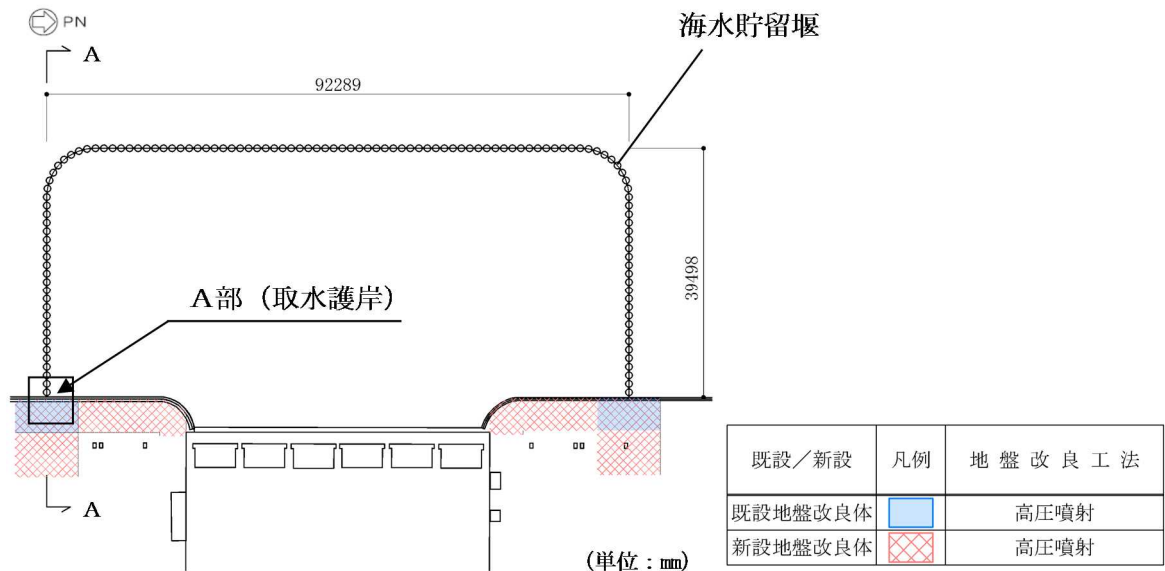 PN
海水貯留堰
A
92289
39498
A部（取水護岸）
A
既設／新設 凡例 地盤改良工法
既設地盤改良体 高圧噴射
新設地盤改良体 高圧噴射
(単位：㎜)